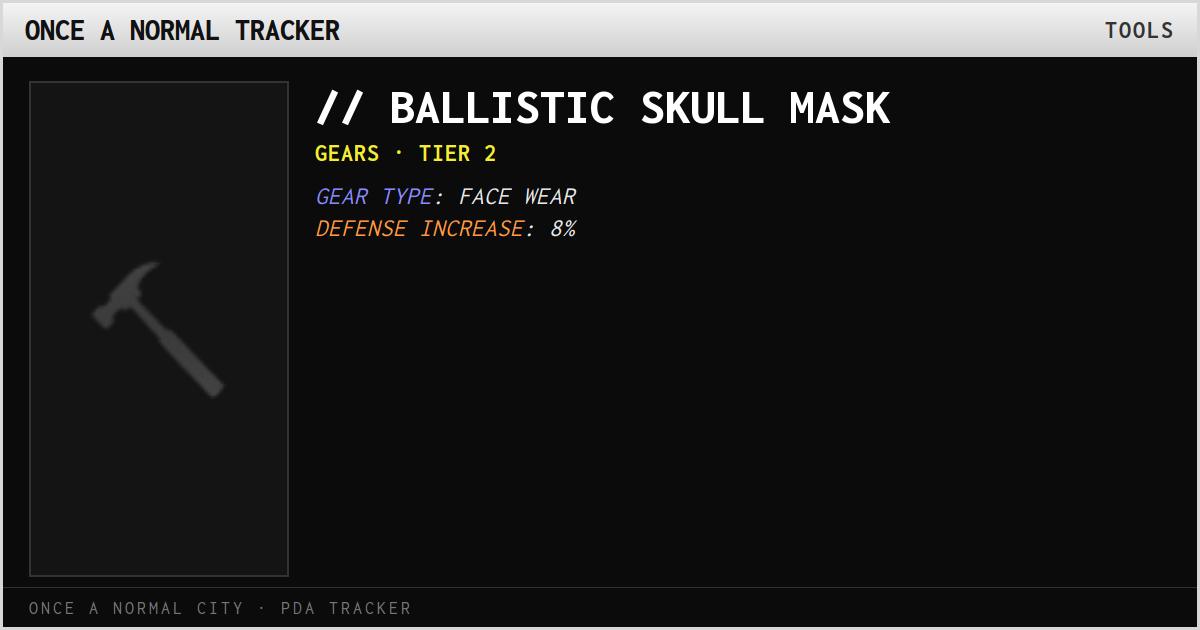 ONCE A NORMAL TRACKER
TOOLS
// BALLISTIC SKULL MASK
GEARS · TIER 2
GEAR TYPE: FACE WEAR
DEFENSE INCREASE: 8%
ONCE A NORMAL CITY · PDA TRACKER